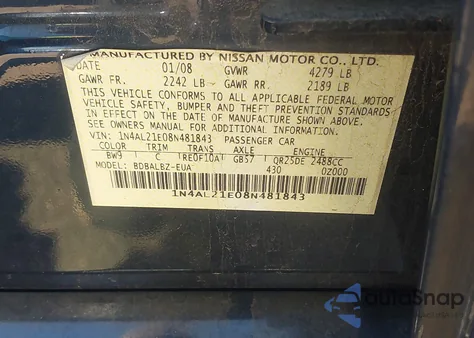 MANUFACTURED BY NISSAN MOTOR CO., LTD.
DATE 01/08 GVWR 4279 LB
GAWR FR. 2242 LB GAWR RR. 2189 LB
THIS VEHICLE CONFORMS TO ALL APPLICABLE FEDERAL MOTOR
VEHICLE SAFETY, BUMPER AND THEFT PREVENTION STANDARDS
IN EFFECT ON THE DATE OF MANUFACTURE SHOWN ABOVE.
SEE OWNERS MANUAL
VIN: 1N4AL21E08N481843 PASSENGER CAR
COLOR TRIM TRANS AXLE ENGINE
BW9 C RE0F10A GB57 QR25DE 2488CC
MODEL: BDBALBZ-EUA 430 0Z000
1N4AL21E08N481843
AutoSnap